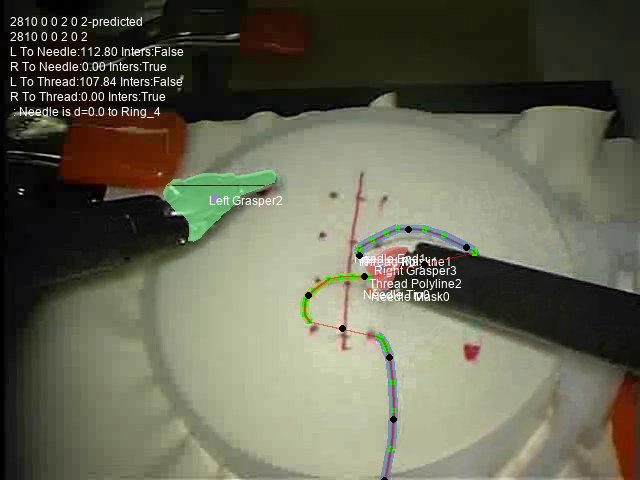 2810 0 0 2 0 2-predicted
2810 0 0 2 0 2
L To Needle:112.80 Inters:False
R To Needle:0.00 Inters:True
L To Thread:107.84 Inters:False
R To Thread:0.00 Inters:True
: Needle is d=0.0 to Ring_4
Left Grasper2
Right Grasper3
Thread Polyline2
Needle Mask0